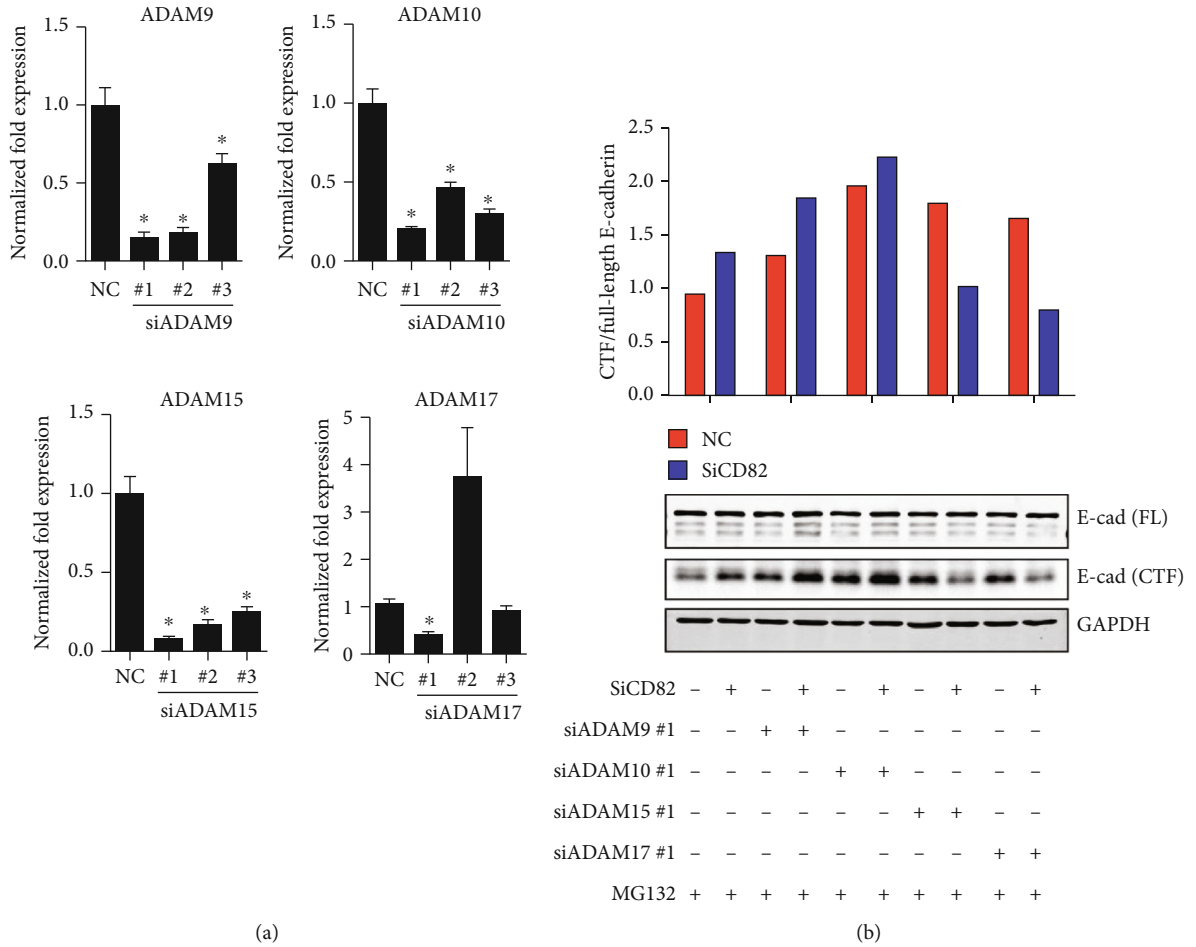 ADAM9
Normalized fold expression
1.5
1.0
0.5
0.0
*
*
*
NC #1 #2 #3
siADAM9
ADAM10
Normalized fold expression
1.5
1.0
0.5
0.0
*
*
*
NC #1 #2 #3
siADAM10
ADAM15
Normalized fold expression
1.5
1.0
0.5
0.0
*
*
*
NC #1 #2 #3
siADAM15
ADAM17
Normalized fold expression
5
4
3
2
1
0
*
NC #1 #2 #3
siADAM17
(a)
CTF/full-length E-cadherin
2.5
2.0
1.5
1.0
0.5
0.0
NC
SiCD82
E-cad (FL)
E-cad (CTF)
GAPDH
SiCD82 – + – + – + – + – +
siADAM9 #1 – – + + – – – – – –
siADAM10 #1 – – – – + + – – – –
siADAM15 #1 – – – – – – + + – –
siADAM17 #1 – – – – – – – – + +
MG132 + + + + + + + + + +
(b)